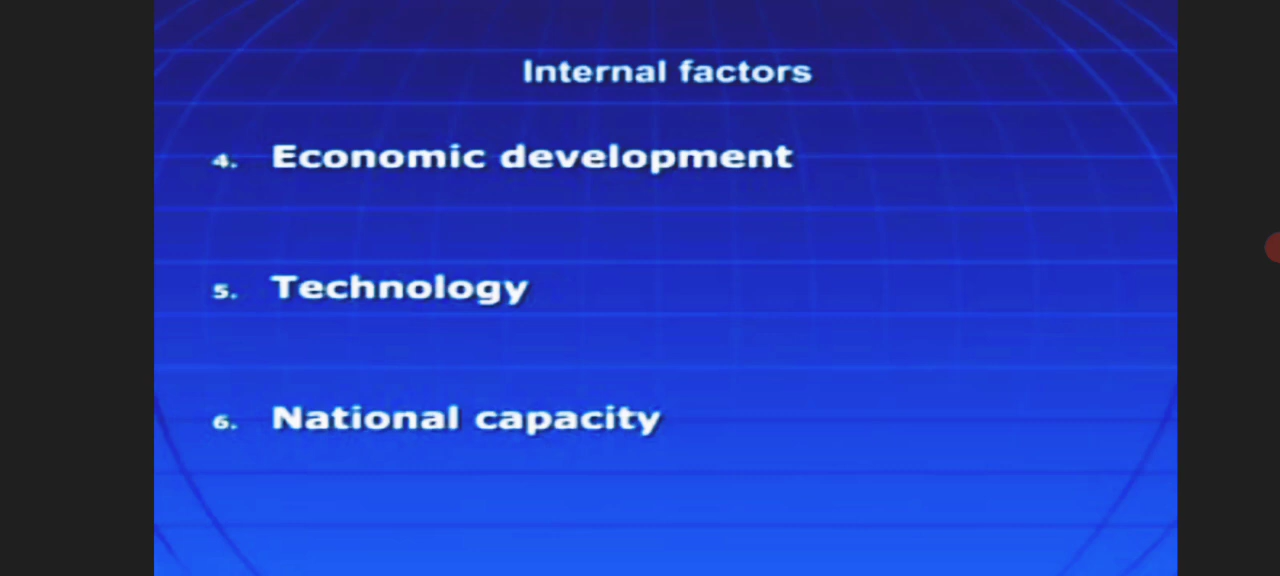 Internal factors
4. Economic development
5. Technology
6. National capacity